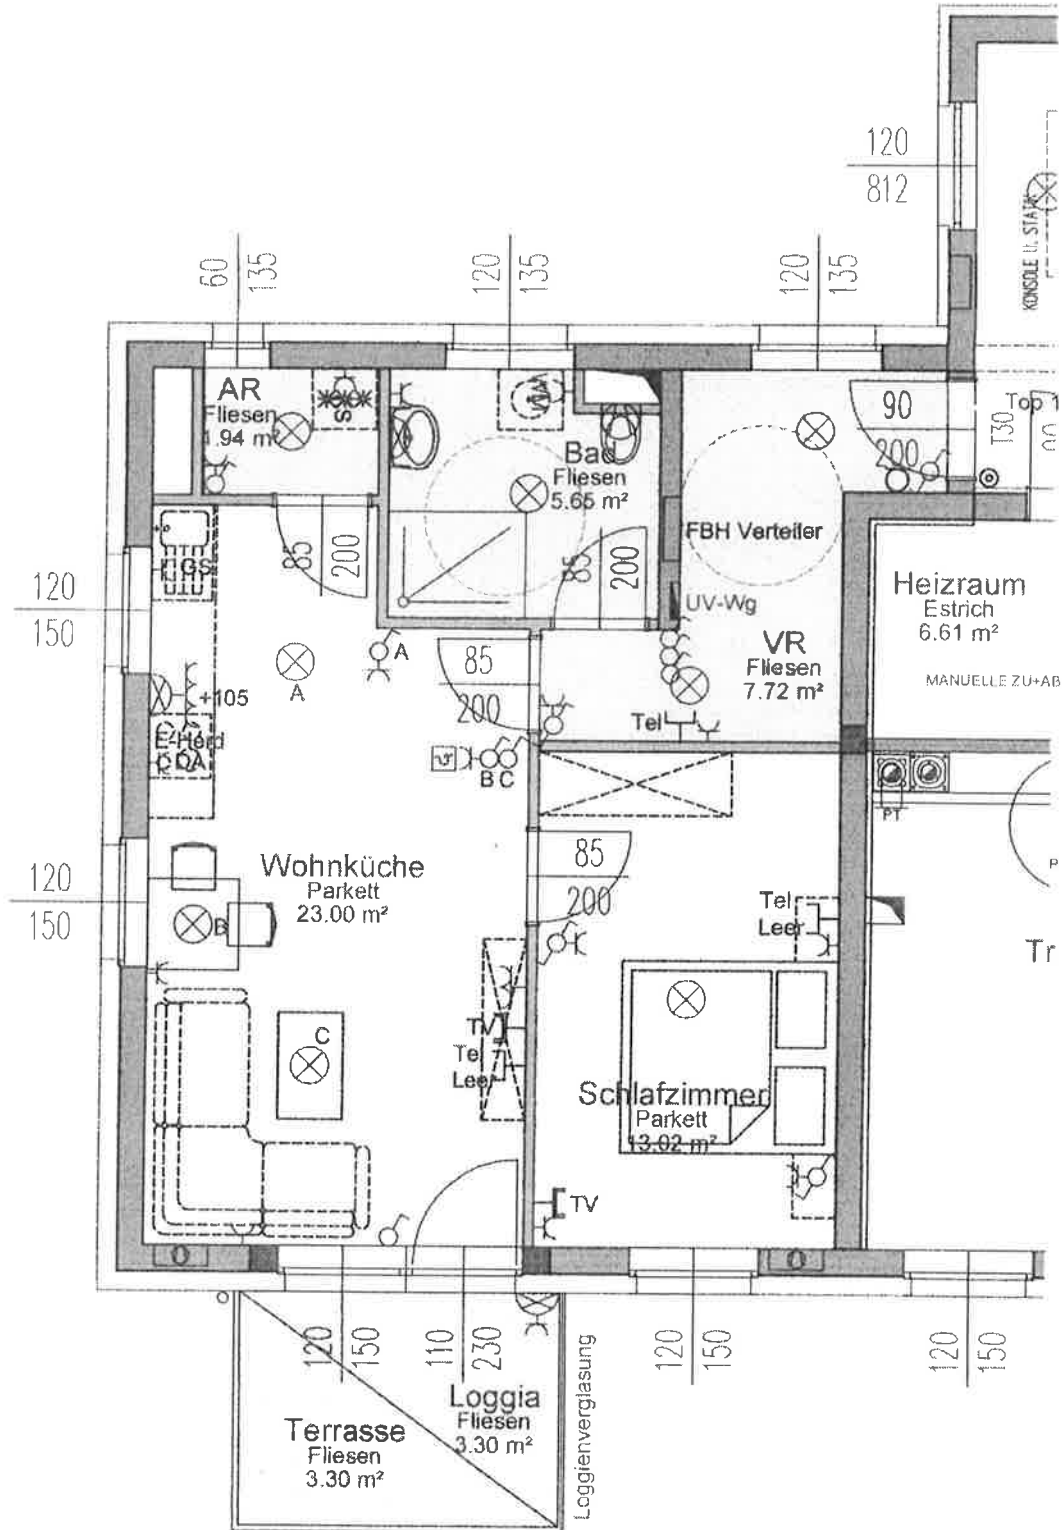 120
812
KONSOLE lt. STATIK
60
135
120
135
120
135
AR
Fliesen
1.94 m²
GS
WM
Bad
Fliesen
5.65 m²
90
200
T30
Top 1
FBH Verteiler
UV-Wg
VR
Fliesen
7.72 m²
Heizraum
Estrich
6.61 m²
MANUELLE ZU+AB
120
150
GS
85
200
85
200
A
A
85
200
+105
E-Herd
DA
Tel
B C
PT
Wohnküche
Parkett
23.00 m²
85
200
120
150
B
Tel
Leer
Tr
C
TV
Tel
Leer
Schlafzimmer
Parkett
13.02 m²
TV
120
150
110
230
120
150
120
150
Loggia
Fliesen
3.30 m²
Terrasse
Fliesen
3.30 m²
Loggienverglasung